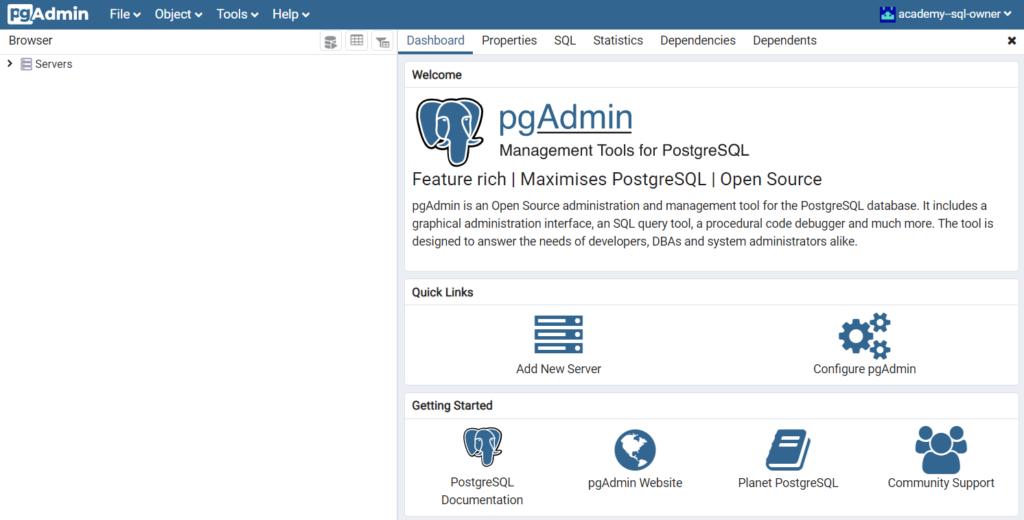 pgAdmin File Object Tools Help academy--sql-owner
Browser
Dashboard Properties SQL Statistics Dependencies Dependents
Servers
Welcome
pgAdmin
Management Tools for PostgreSQL
Feature rich | Maximises PostgreSQL | Open Source
pgAdmin is an Open Source administration and management tool for the PostgreSQL database. It includes a
graphical administration interface, an SQL query tool, a procedural code debugger and much more. The tool is
designed to answer the needs of developers, DBAs and system administrators alike.
Quick Links
Add New Server
Configure pgAdmin
Getting Started
PostgreSQL
Documentation
pgAdmin Website
Planet PostgreSQL
Community Support